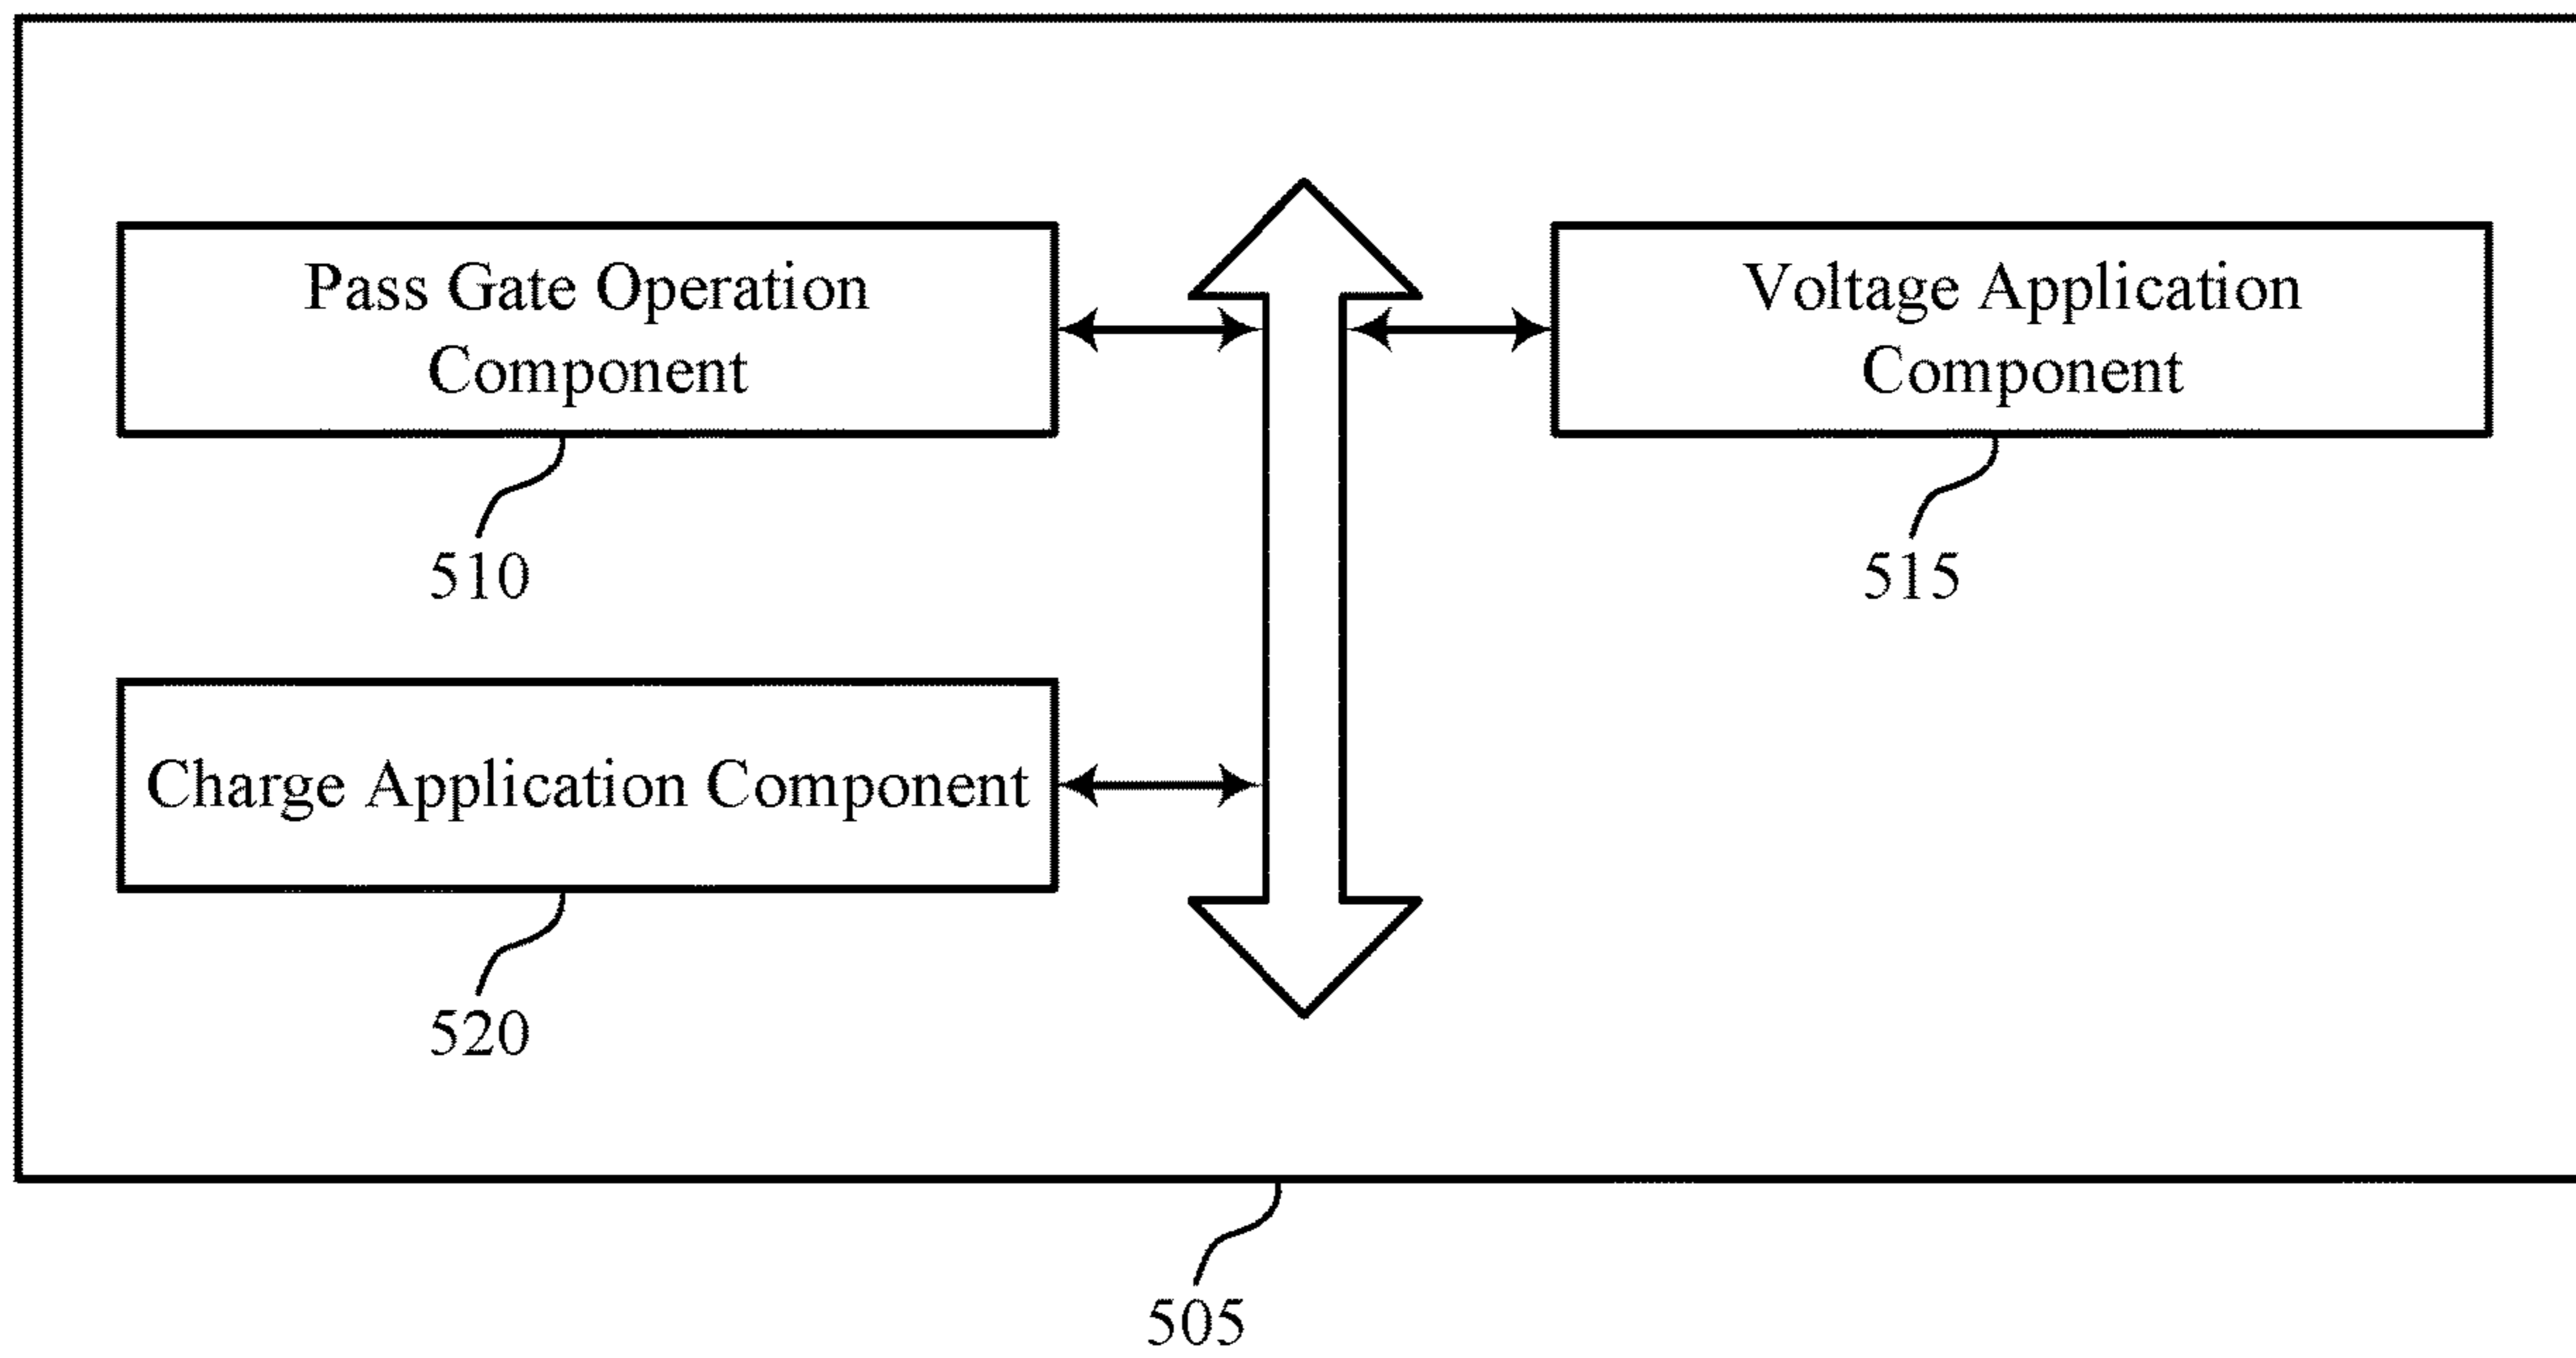 Pass Gate Operation
Component
510
Voltage Application
Component
515
Charge Application Component
520
505